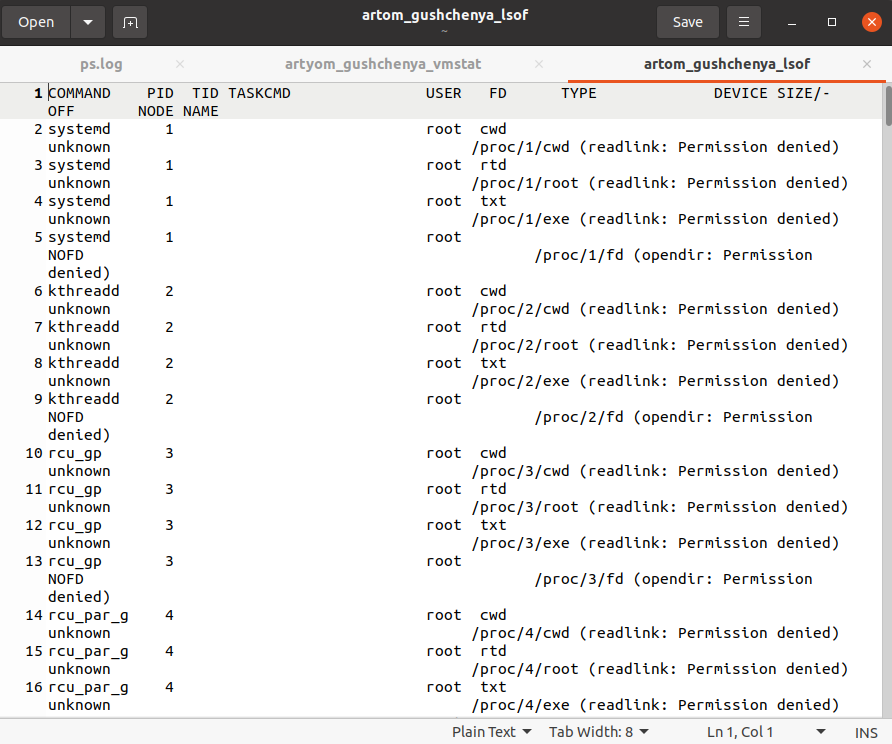 Open
artom_gushchenya_lsof
~
Save
ps.log
artyom_gushchenya_vmstat
artom_gushchenya_lsof
1 COMMAND PID TID TASKCMD USER FD TYPE DEVICE SIZE/-
OFF NODE NAME
2 systemd 1 root cwd
unknown /proc/1/cwd (readlink: Permission denied)
3 systemd 1 root rtd
unknown /proc/1/root (readlink: Permission denied)
4 systemd 1 root txt
unknown /proc/1/exe (readlink: Permission denied)
5 systemd 1 root
NOFD /proc/1/fd (opendir: Permission
denied)
6 kthreadd 2 root cwd
unknown /proc/2/cwd (readlink: Permission denied)
7 kthreadd 2 root rtd
unknown /proc/2/root (readlink: Permission denied)
8 kthreadd 2 root txt
unknown /proc/2/exe (readlink: Permission denied)
9 kthreadd 2 root
NOFD /proc/2/fd (opendir: Permission
denied)
10 rcu_gp 3 root cwd
unknown /proc/3/cwd (readlink: Permission denied)
11 rcu_gp 3 root rtd
unknown /proc/3/root (readlink: Permission denied)
12 rcu_gp 3 root txt
unknown /proc/3/exe (readlink: Permission denied)
13 rcu_gp 3 root
NOFD /proc/3/fd (opendir: Permission
denied)
14 rcu_par_g 4 root cwd
unknown /proc/4/cwd (readlink: Permission denied)
15 rcu_par_g 4 root rtd
unknown /proc/4/root (readlink: Permission denied)
16 rcu_par_g 4 root txt
unknown /proc/4/exe (readlink: Permission denied)
Plain Text Tab Width: 8 Ln 1, Col 1 INS